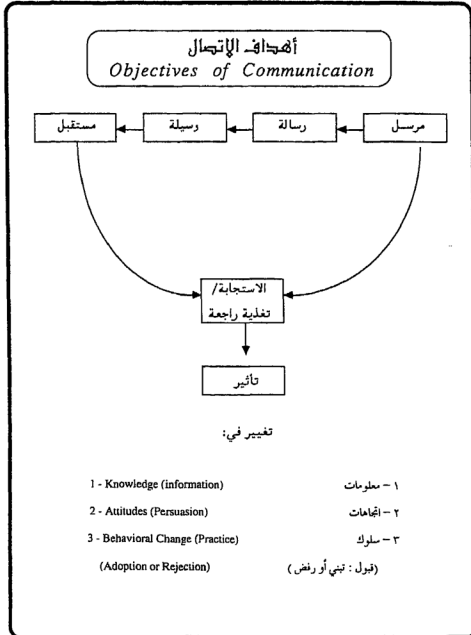 أهداف الاتصال
Objectives of Communication
مرسل
رسالة
وسيلة
مستقبل
الاستجابة/
تغذية راجعة
تأثير
تغيير في:
١ - معلومات
1 - Knowledge (information)
٢ - اتجاهات
2 - Attitudes (Persuasion)
٣ - سلوك
3 - Behavioral Change (Practice)
(قبول : تبني أو رفض )
(Adoption or Rejection)